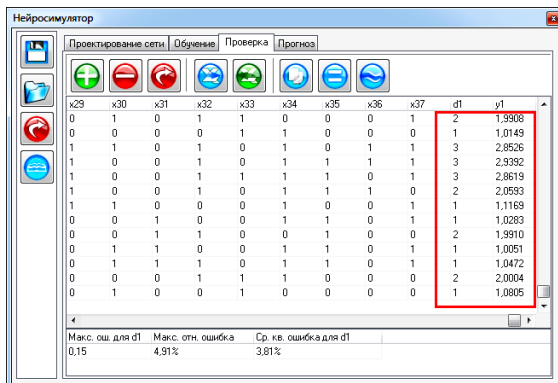 Нейросимулятор
Проектирование сети Обучение Проверка Прогноз
x29 x30 x31 x32 x33 x34 x35 x36 x37 d1 y1
0 1 0 1 1 0 0 0 1 2 1,9908
0 0 0 0 1 1 0 0 0 1 1,0149
1 1 0 1 0 0 1 1 1 3 2,8526
1 0 0 1 0 1 1 1 1 3 2,9392
1 0 0 1 1 1 1 0 1 3 2,8619
1 0 0 1 0 1 1 1 0 2 2,0593
0 0 0 0 0 1 0 0 1 1 1,1169
0 0 1 0 0 1 1 0 1 1 1,0283
0 0 1 1 0 0 1 0 1 2 1,9910
0 1 1 0 0 1 1 0 1 1 1,0051
0 1 1 1 0 1 1 0 1 1 1,0472
0 0 0 1 1 1 0 0 0 2 2,0004
0 1 0 0 1 0 0 0 0 1 1,0805
Макс. ош. для d1 Макс. отн. ошибка Ср. кв. ошибка для d1
0,15 4,91% 3,81%